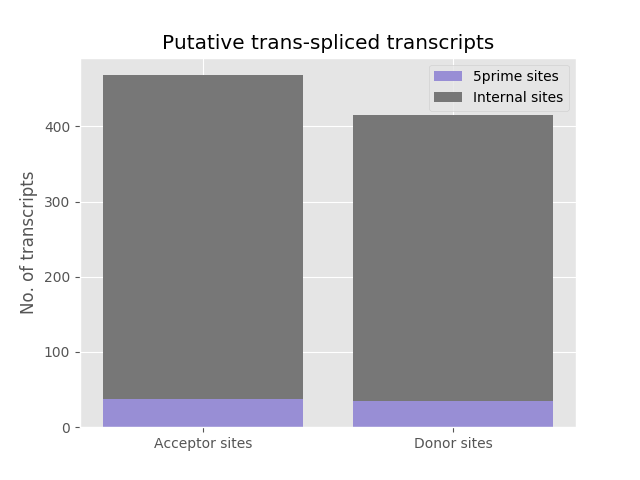 Putative trans-spliced transcripts
5prime sites
Internal sites
No. of transcripts
400
300
200
100
0
Acceptor sites
Donor sites